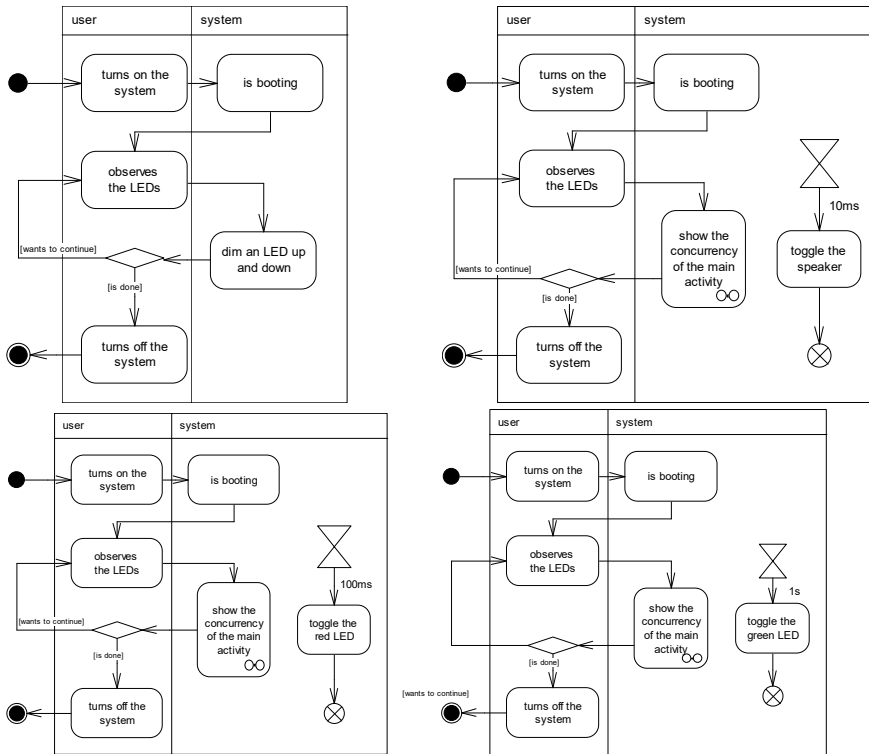 user
system
turns on the
system
is booting
observes
the LEDs
[wants to continue]
dim an LED up
and down
[is done]
turns off the
system
user
system
turns on the
system
is booting
observes
the LEDs
10ms
show the
concurrency
of the main
activity
toggle the
speaker
[wants to continue]
[is done]
turns off the
system
user
system
turns on the
system
is booting
observes
the LEDs
100ms
show the
concurrency
of the main
activity
toggle the
red LED
[wants to continue]
[is done]
turns off the
system
user
system
turns on the
system
is booting
observes
the LEDs
1s
show the
concurrency
of the main
activity
toggle the
green LED
[is done]
[wants to continue]
turns off the
system